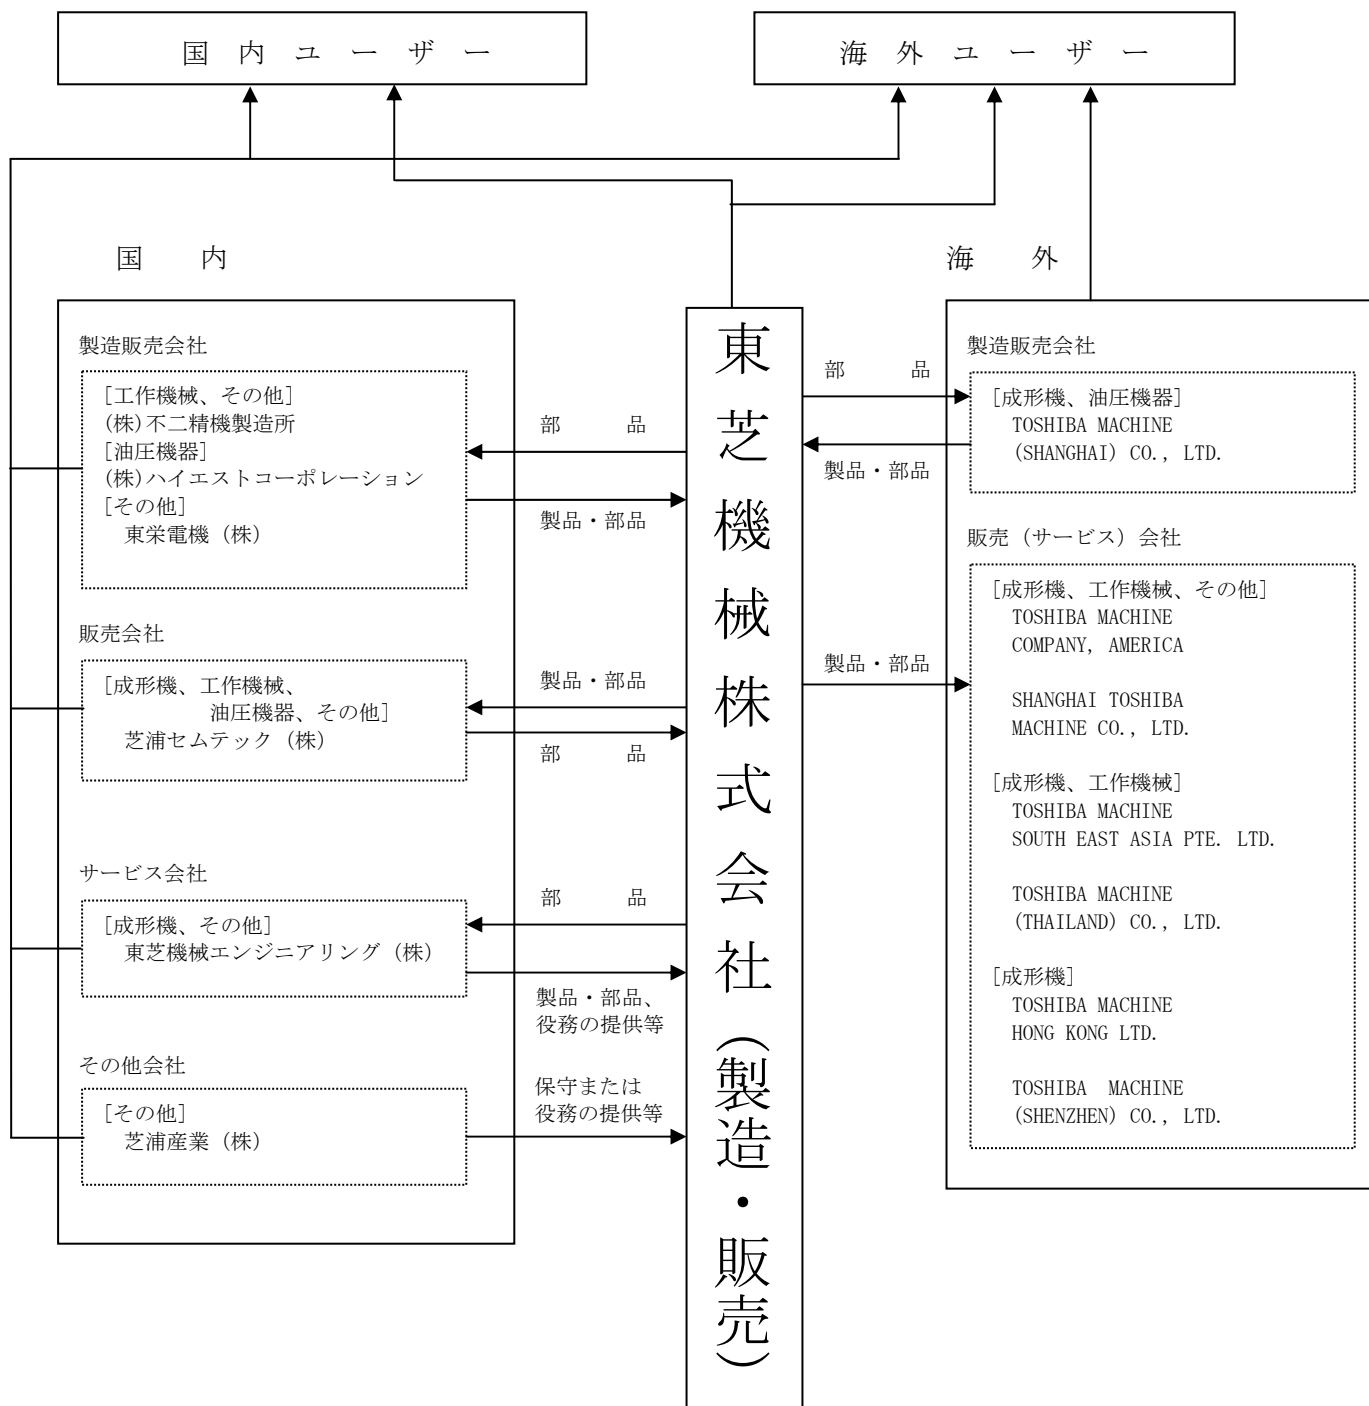 国内ユーザー
海外ユーザー
国内
製造販売会社
[工作機械、その他]
(株)不二精機製造所
[油圧機器]
(株)ハイエストコーポレーション
[その他]
東栄電機(株)
販売会社
[成形機、工作機械、
油圧機器、その他]
芝浦セムテック(株)
サービス会社
[成形機、その他]
東芝機械エンジニアリング(株)
その他会社
[その他]
芝浦産業(株)
部品
製品・部品
製品・部品
部品
部品
製品・部品、
役務の提供等
保守または
役務の提供等
東芝機械株式会社(製造・販売)
部品
製品・部品
製品・部品
海外
製造販売会社
[成形機、油圧機器]
TOSHIBA MACHINE
(SHANGHAI) CO., LTD.
販売(サービス)会社
[成形機、工作機械、その他]
TOSHIBA MACHINE
COMPANY, AMERICA
SHANGHAI TOSHIBA
MACHINE CO., LTD.
[成形機、工作機械]
TOSHIBA MACHINE
SOUTH EAST ASIA PTE. LTD.
TOSHIBA MACHINE
(THAILAND) CO., LTD.
[成形機]
TOSHIBA MACHINE
HONG KONG LTD.
TOSHIBA MACHINE
(SHENZHEN) CO., LTD.